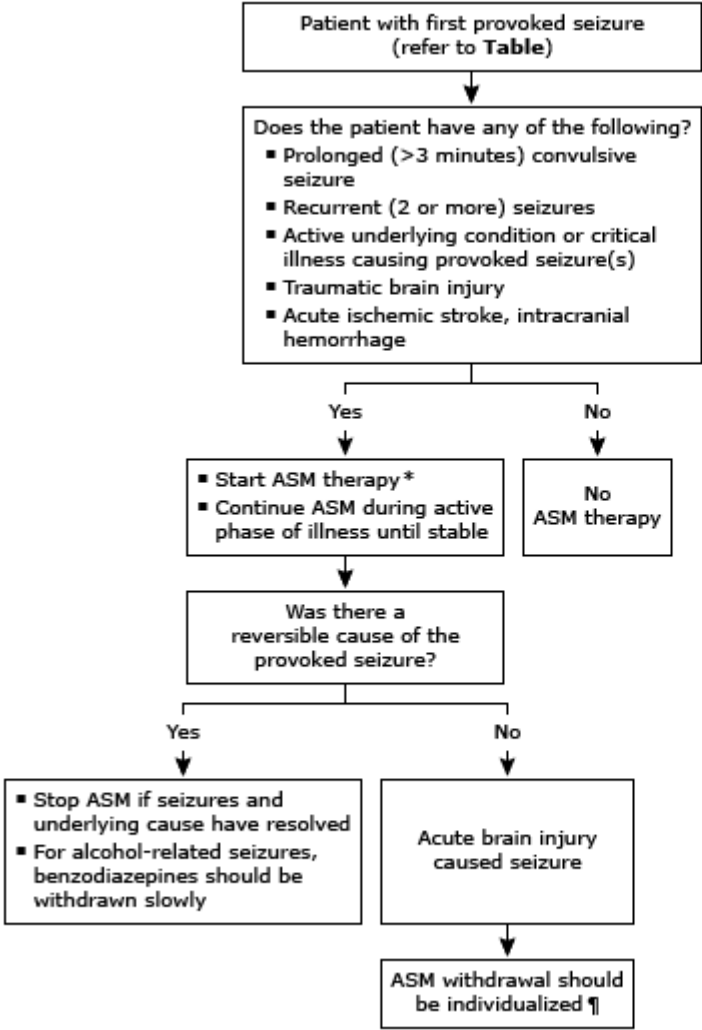 Patient with first provoked seizure
(refer to Table)
Does the patient have any of the following?
▪ Prolonged (>3 minutes) convulsive
seizure
▪ Recurrent (2 or more) seizures
▪ Active underlying condition or critical
illness causing provoked seizure(s)
▪ Traumatic brain injury
▪ Acute ischemic stroke, intracranial
hemorrhage
Yes
No
▪ Start ASM therapy*
▪ Continue ASM during active
phase of illness until stable
No
ASM therapy
Was there a
reversible cause of the
provoked seizure?
Yes
No
▪ Stop ASM if seizures and
underlying cause have resolved
▪ For alcohol-related seizures,
benzodiazepines should be
withdrawn slowly
Acute brain injury
caused seizure
ASM withdrawal should
be individualized¶